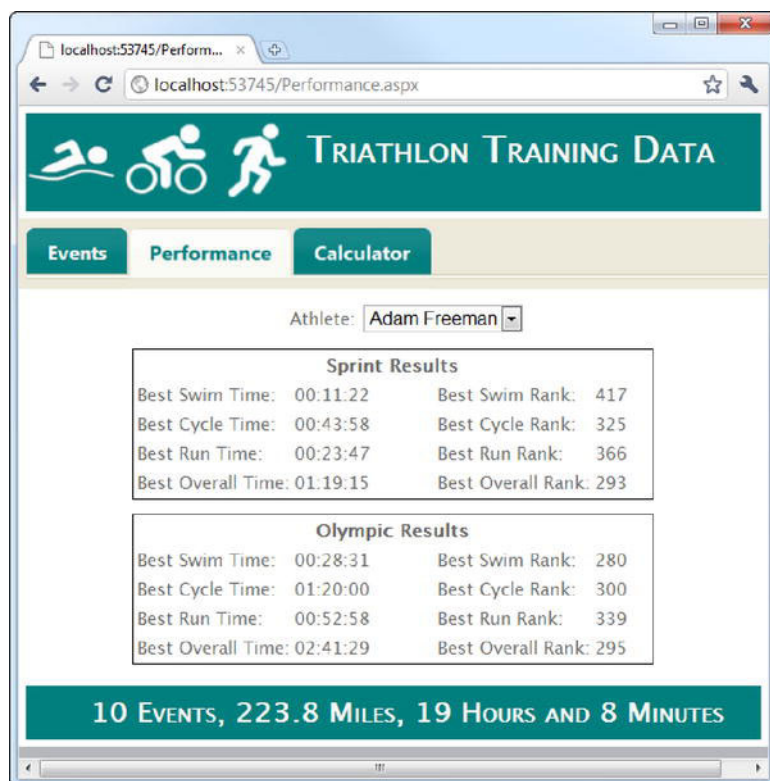 localhost:53745/Perform...
localhost:53745/Performance.aspx
TRIATHLON TRAINING DATA
Events Performance Calculator
Athlete: Adam Freeman
Sprint Results
Best Swim Time: 00:11:22 Best Swim Rank: 417
Best Cycle Time: 00:43:58 Best Cycle Rank: 325
Best Run Time: 00:23:47 Best Run Rank: 366
Best Overall Time: 01:19:15 Best Overall Rank: 293
Olympic Results
Best Swim Time: 00:28:31 Best Swim Rank: 280
Best Cycle Time: 01:20:00 Best Cycle Rank: 300
Best Run Time: 00:52:58 Best Run Rank: 339
Best Overall Time: 02:41:29 Best Overall Rank: 295
10 EVENTS, 223.8 MILES, 19 HOURS AND 8 MINUTES